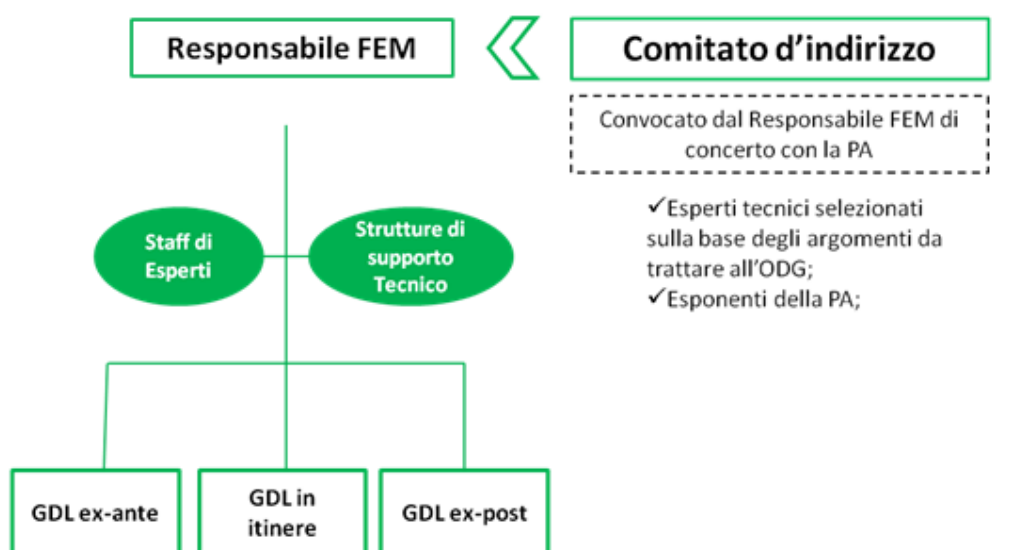 Responsabile FEM
Comitato d'indirizzo
Convocato dal Responsabile FEM di
concerto con la PA
✓Esperti tecnici selezionati
sulla base degli argomenti da
trattare all'ODG;
✓Esponenti della PA;
Staff di
Esperti
Strutture di
supporto
Tecnico
GDL ex-ante
GDL in
itinere
GDL ex-post